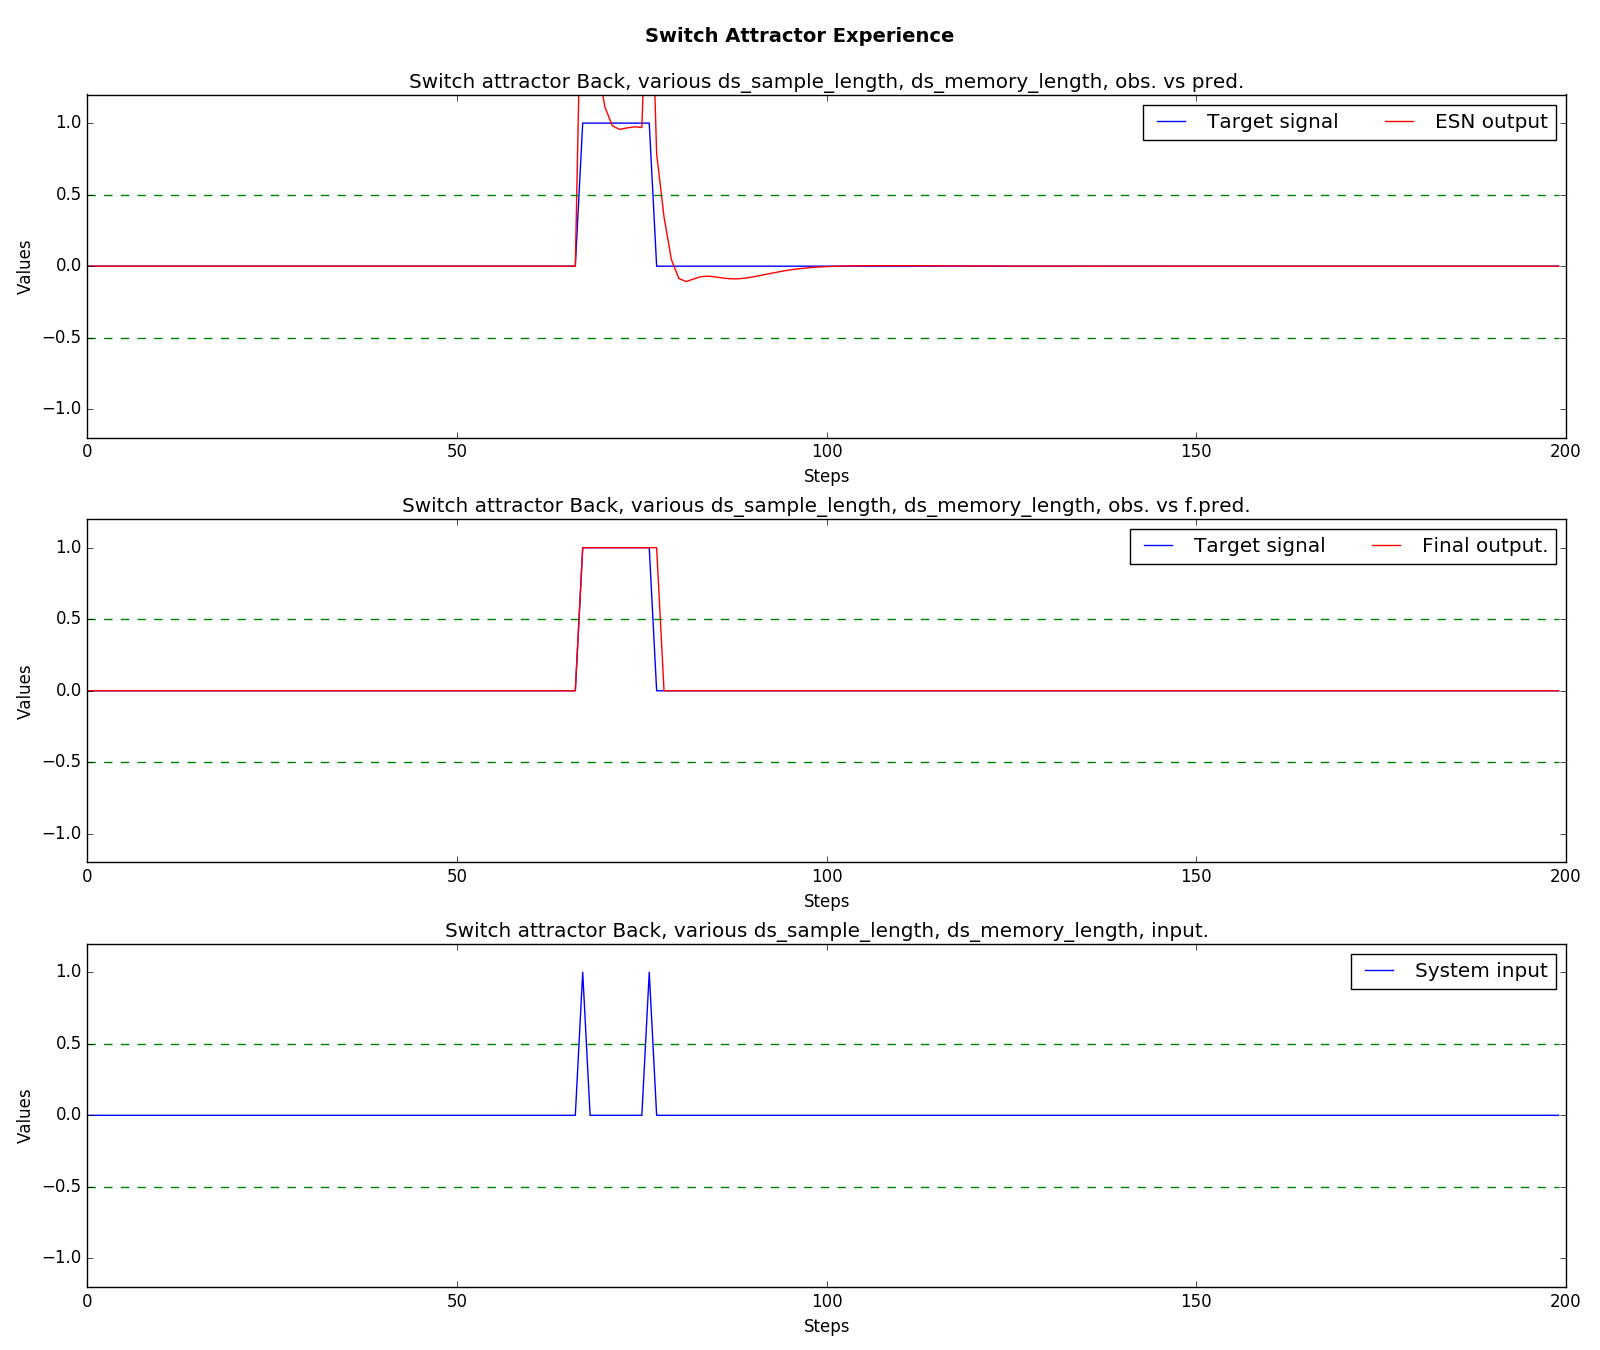 Switch Attractor Experience
Switch attractor Back, various ds_sample_length, ds_memory_length, obs. vs pred.
Target signal ESN output
1.0
0.5
0.0
−0.5
−1.0
Values
0 50 100 150 200
Steps
Switch attractor Back, various ds_sample_length, ds_memory_length, obs. vs f.pred.
Target signal Final output.
1.0
0.5
0.0
−0.5
−1.0
Values
0 50 100 150 200
Steps
Switch attractor Back, various ds_sample_length, ds_memory_length, input.
System input
1.0
0.5
0.0
−0.5
−1.0
Values
0 50 100 150 200
Steps